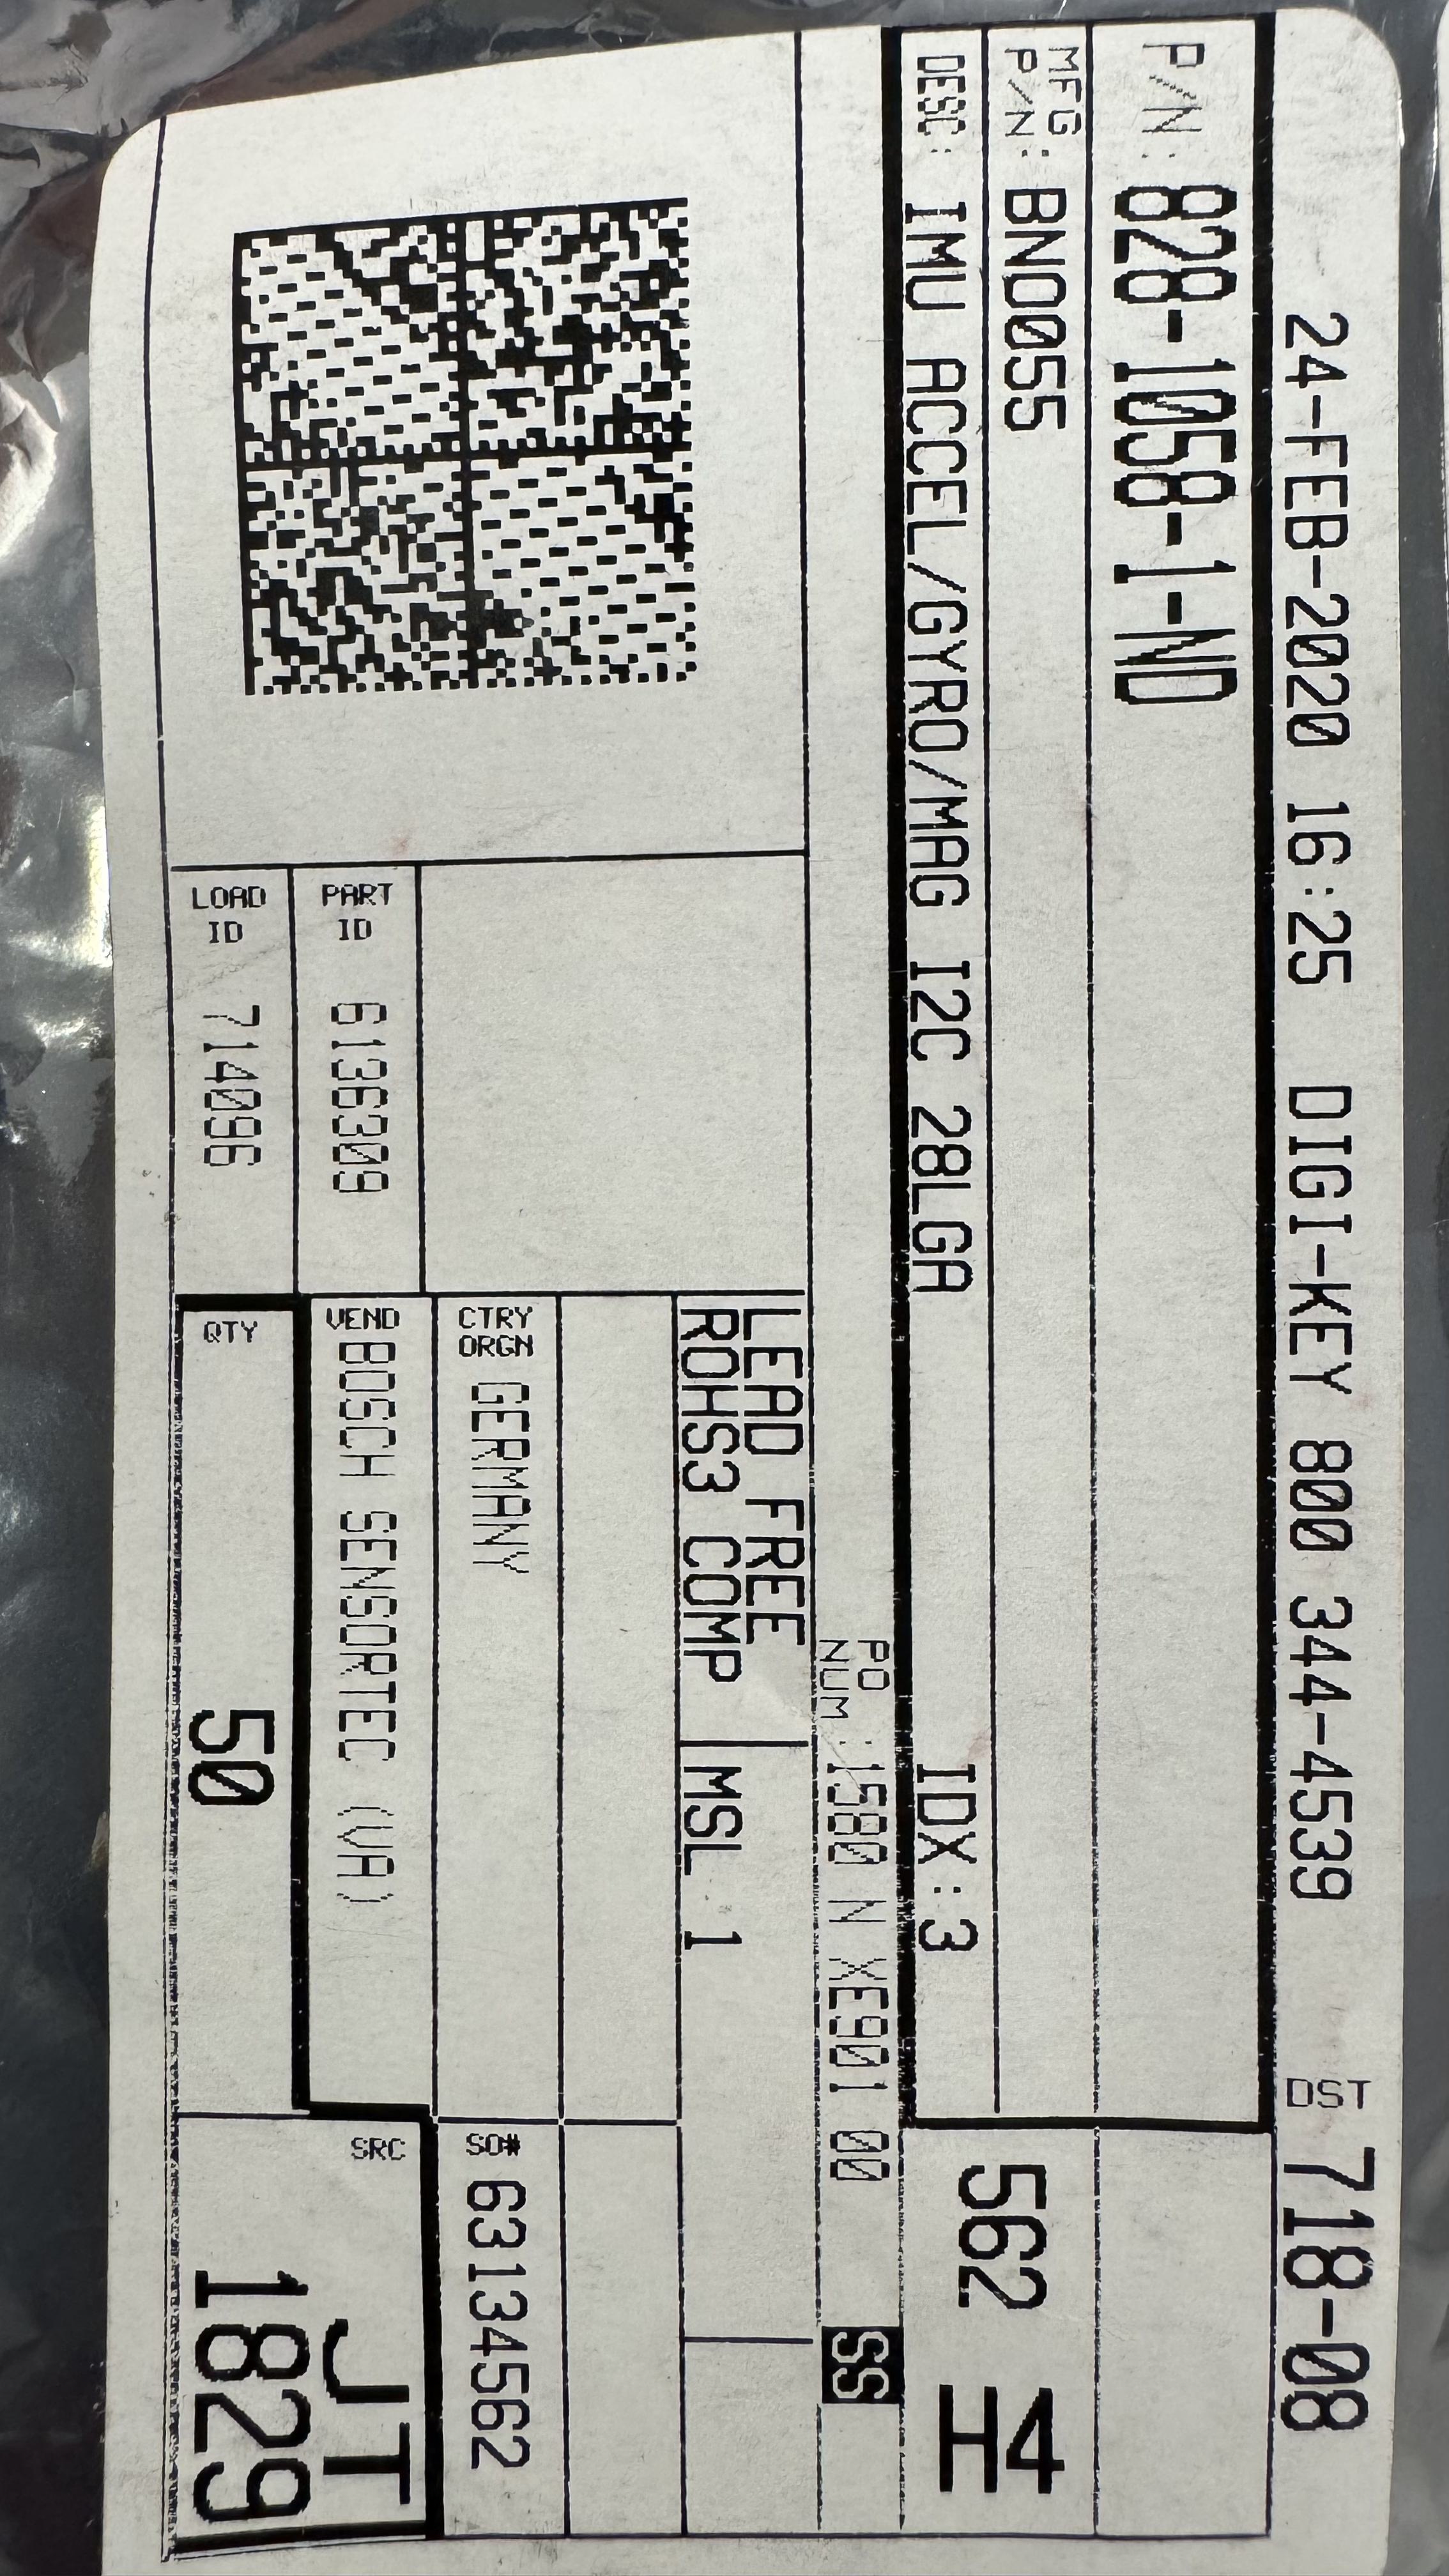 24-FEB-2020 16:25 DIGI-KEY 800 344-4539 DST 718-08
P/N: 828-1058-1-ND
MFG P/N: BNO055
DESC: IMU ACCEL/GYRO/MAG I2C 28LGA IDX:3
562 H4
PO NUM:1580 N XE901 00 SS
LEAD FREE
ROHS3 COMP
MSL 1
CTRY ORGN GERMANY
SO# 63134562
PART ID 6136309
VEND BOSCH SENSORTEC (VA)
SRC JT
1829
LOAD ID 714096
QTY 50